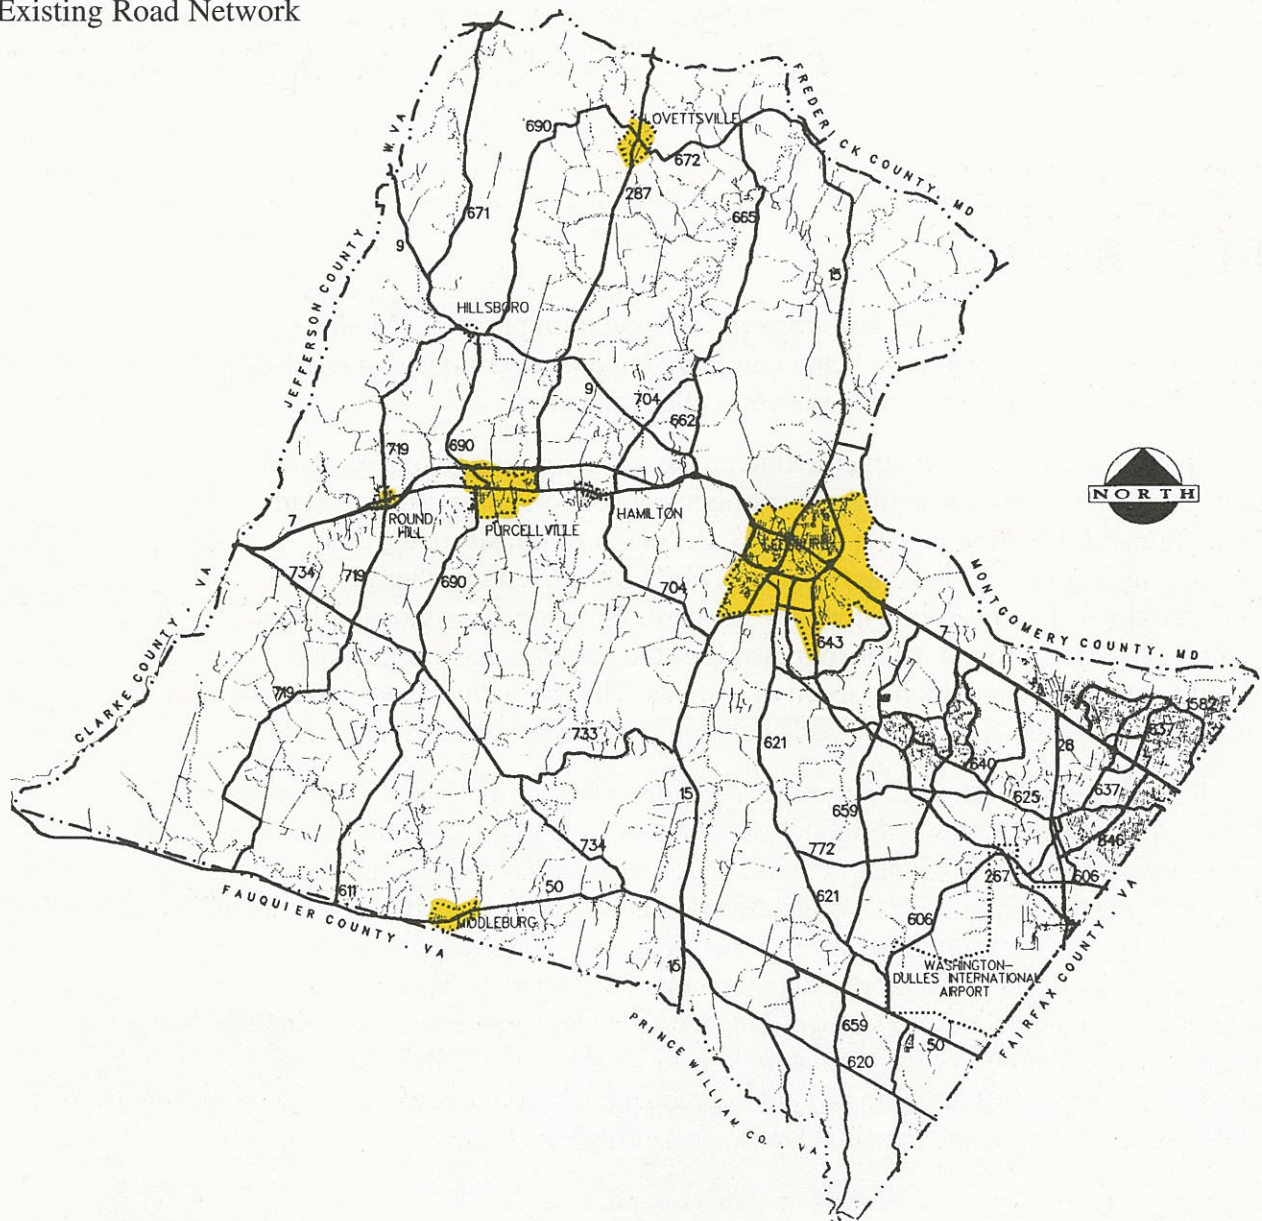 Existing Road Network
LOVETTSVILLE
FREDERICK COUNTY, MD
W. VA
690
672
671
287
665
9
15
JEFFERSON COUNTY
HILLSBORO
9
704
662
719
690
NORTH
ROUND
HILL
PURCELLVILLE
HAMILTON
7
734
719
690
704
643
7
MONTGOMERY COUNTY, MD
CLARKE COUNTY, VA
719
733
621
1582
637
28
640
637
15
659
625
846
734
772
267
606
611
50
621
606
FAUQUIER COUNTY, VA
MIDDLEBURG
WASHINGTON-
DULLES INTERNATIONAL
AIRPORT
15
FAIRFAX COUNTY, VA
659
50
620
PRINCE WILLIAM CO., VA